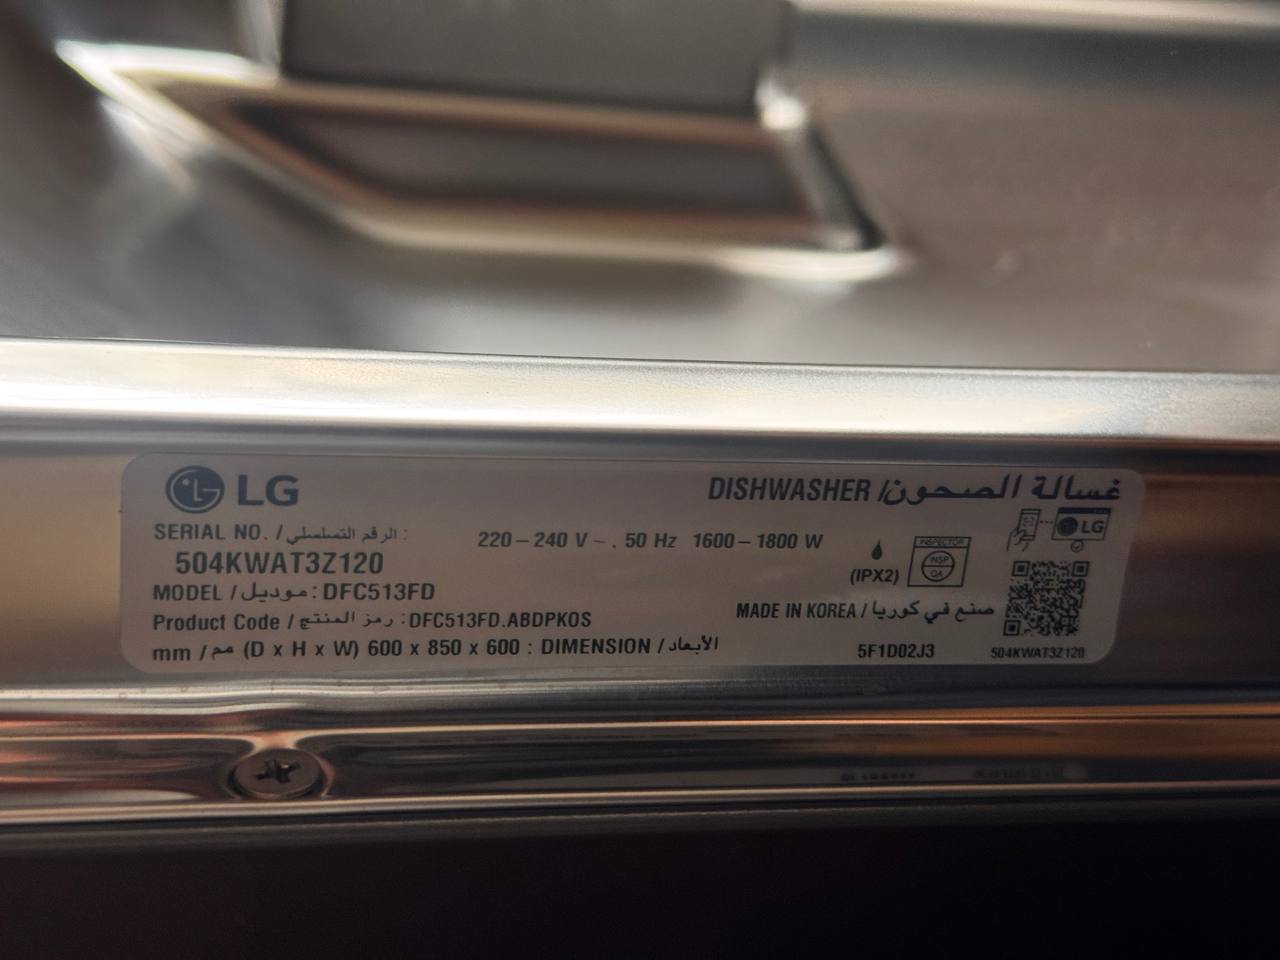 LG
DISHWASHER / غسالة الصحون
SERIAL NO. / الرقم التسلسلي :
504KWAT3Z120
220 – 240 V ~ , 50 Hz 1600 – 1800 W
MODEL / موديل : DFC513FD
Product Code / رمز المنتج : DFC513FD.ABDPKOS
mm / مم (D x H x W) 600 x 850 x 600 : DIMENSION / الأبعاد
(IPX2)
INSPECTOR
INSP
QA
LG
MADE IN KOREA / صنع في كوريا
5F1D02J3
504KWAT3Z120